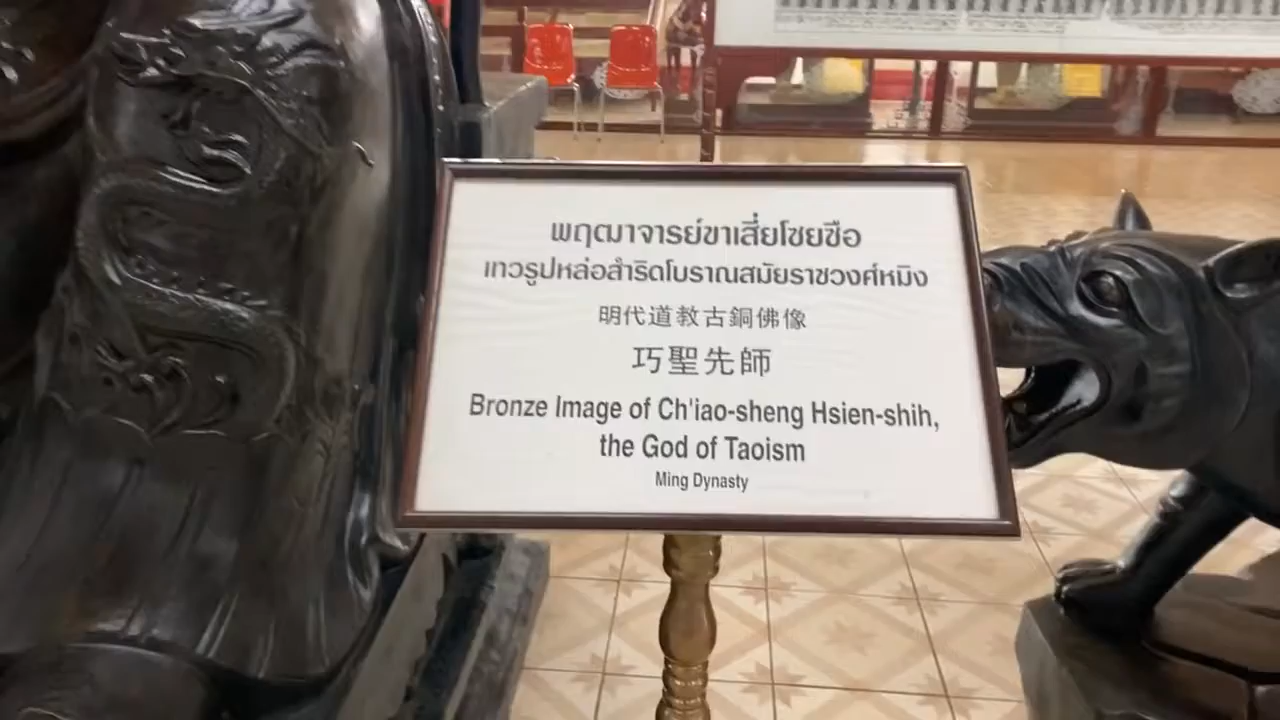 พฤฒาจารย์ขาเสี่ยโซยซือ
เทวรูปหล่อสำริดโบราณสมัยราชวงศ์หมิง
明代道教古銅佛像
巧聖先師
Bronze Image of Ch'iao-sheng Hsien-shih,
the God of Taoism
Ming Dynasty